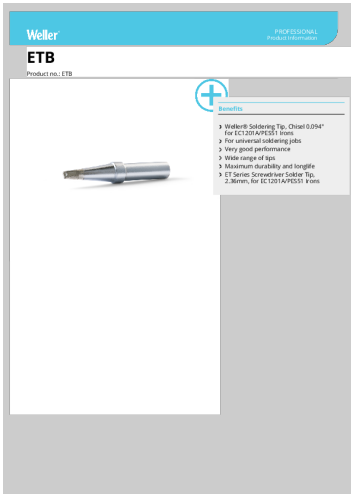 Weller®
PROFESSIONAL
Product Information
ETB
Product no.: ETB
Benefits
Weller® Soldering Tip, Chisel 0,094"
for EC1201A/PES51 Irons
For universal soldering jobs
Very good performance
Wide range of tips
Maximum durability and longlife
ET Series Screwdriver Solder Tip,
2.36mm, for EC1201A/PES51 Irons